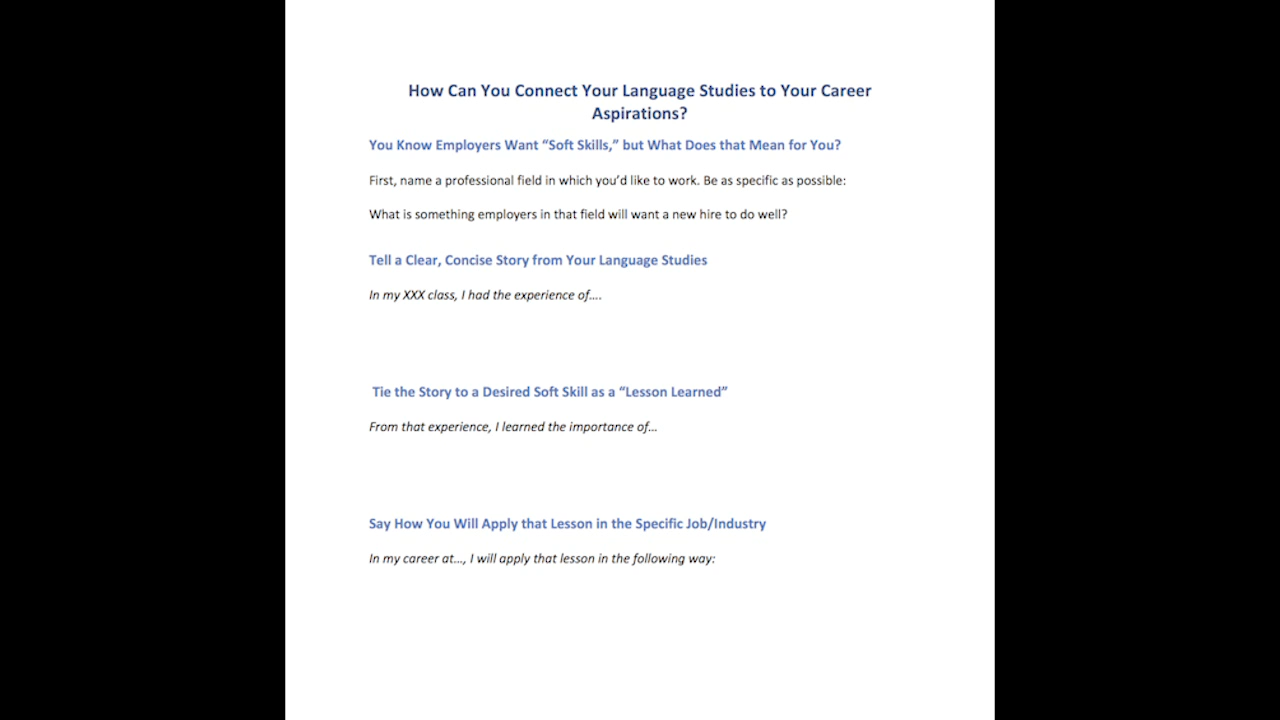 How Can You Connect Your Language Studies to Your Career
Aspirations?
You Know Employers Want “Soft Skills,” but What Does that Mean for You?
First, name a professional field in which you’d like to work. Be as specific as possible:
What is something employers in that field will want a new hire to do well?
Tell a Clear, Concise Story from Your Language Studies
In my XXX class, I had the experience of….
Tie the Story to a Desired Soft Skill as a “Lesson Learned”
From that experience, I learned the importance of…
Say How You Will Apply that Lesson in the Specific Job/Industry
In my career at…, I will apply that lesson in the following way: